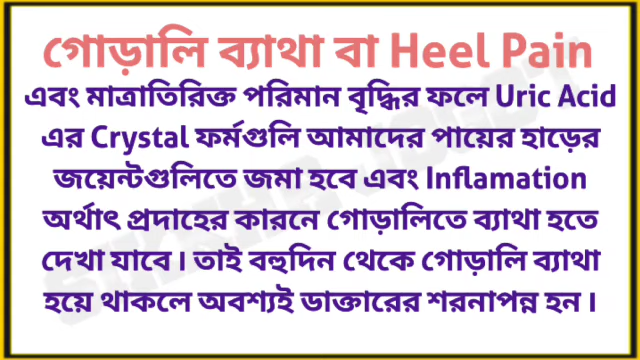 গোড়ালি ব্যাথা বা Heel Pain
এবং মাত্রাতিরিক্ত পরিমান বৃদ্ধির ফলে Uric Acid
এর Crystal ফর্মগুলি আমাদের পায়ের হাড়ের
জয়েন্টগুলিতে জমা হবে এবং Inflamation
অর্থাৎ প্রদাহের কারনে গোড়ালিতে ব্যাথা হতে
দেখা যাবে। তাই বহুদিন থেকে গোড়ালি ব্যাথা
হয়ে থাকলে অবশ্যই ডাক্তারের শরনাপন্ন হন।